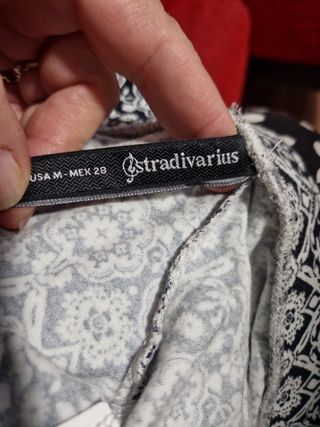 USA M - MEX 28 Stradivarius